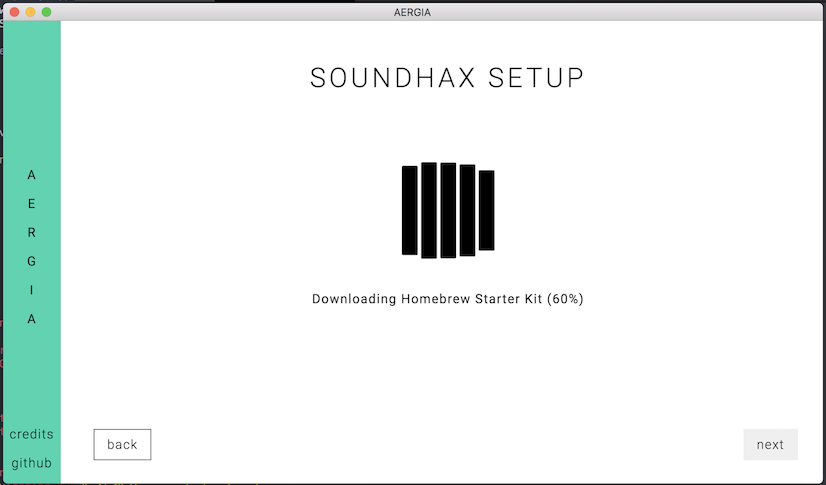 AERGIA
SOUNDHAX SETUP
A
E
R
G
I
A
Downloading Homebrew Starter Kit (60%)
credits
github
back
next